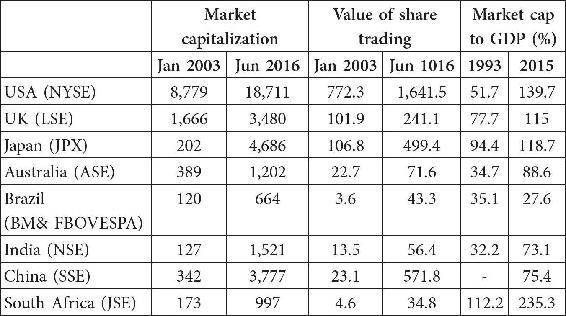 Market capitalization Value of share trading Market cap to GDP (%)
Jan 2003 Jun 2016 Jan 2003 Jun 1016 1993 2015
USA (NYSE) 8,779 18,711 772.3 1,641.5 51.7 139.7
UK (LSE) 1,666 3,480 101.9 241.1 77.7 115
Japan (JPX) 202 4,686 106.8 499.4 94.4 118.7
Australia (ASE) 389 1,202 22.7 71.6 34.7 88.6
Brazil (BM& FBOVESPA) 120 664 3.6 43.3 35.1 27.6
India (NSE) 127 1,521 13.5 56.4 32.2 73.1
China (SSE) 342 3,777 23.1 571.8 - 75.4
South Africa (JSE) 173 997 4.6 34.8 112.2 235.3